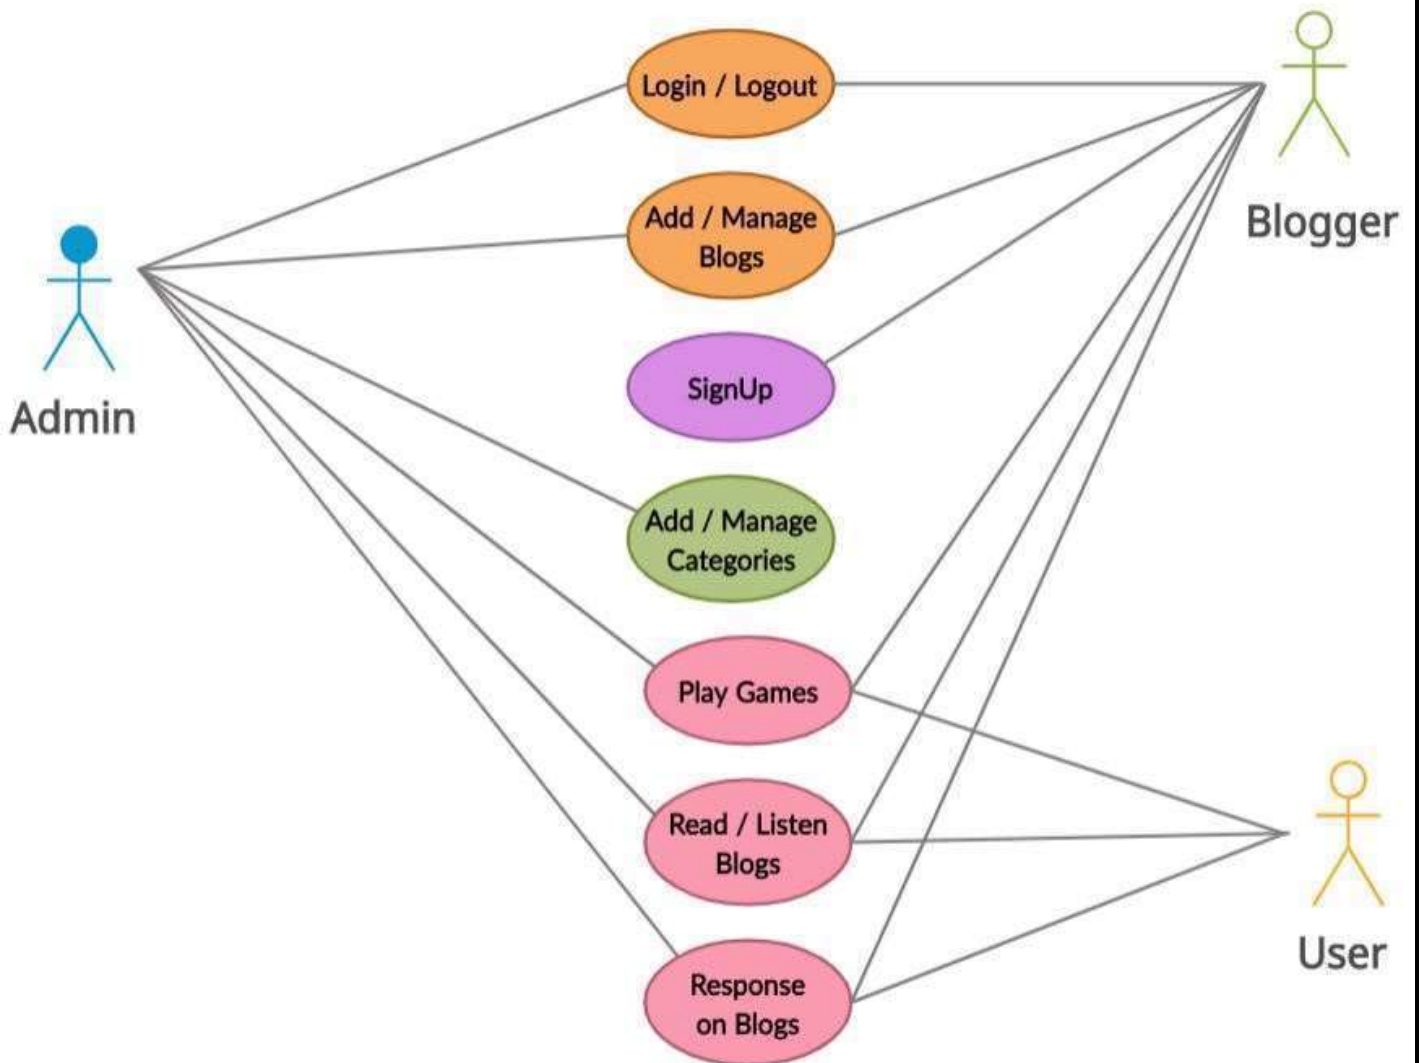 Login / Logout
Blogger
Add / Manage
Blogs
SignUp
Admin
Add / Manage
Categories
Play Games
Read / Listen
Blogs
User
Response
on Blogs